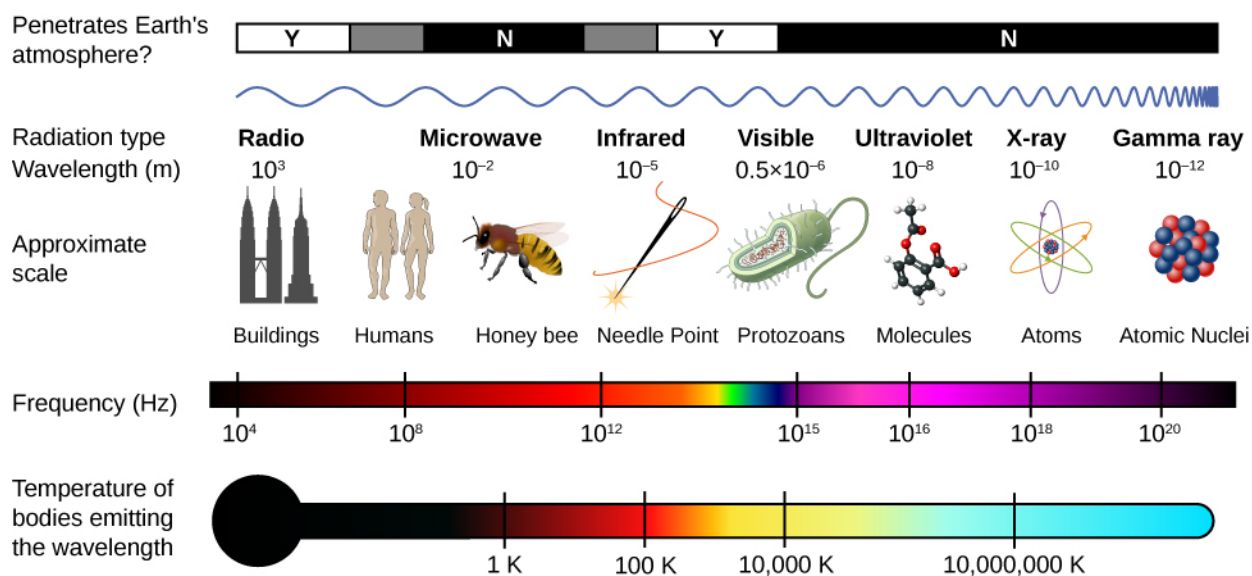 Penetrates Earth's
atmosphere?
Y N Y N
Radiation type Radio Microwave Infrared Visible Ultraviolet X-ray Gamma ray
Wavelength (m) 10³ 10⁻² 10⁻⁵ 0.5×10⁻⁶ 10⁻⁸ 10⁻¹⁰ 10⁻¹²
Approximate
scale
Buildings Humans Honey bee Needle Point Protozoans Molecules Atoms Atomic Nuclei
Frequency (Hz)
10⁴ 10⁸ 10¹² 10¹⁵ 10¹⁶ 10¹⁸ 10²⁰
Temperature of
bodies emitting
the wavelength
1 K 100 K 10,000 K 10,000,000 K